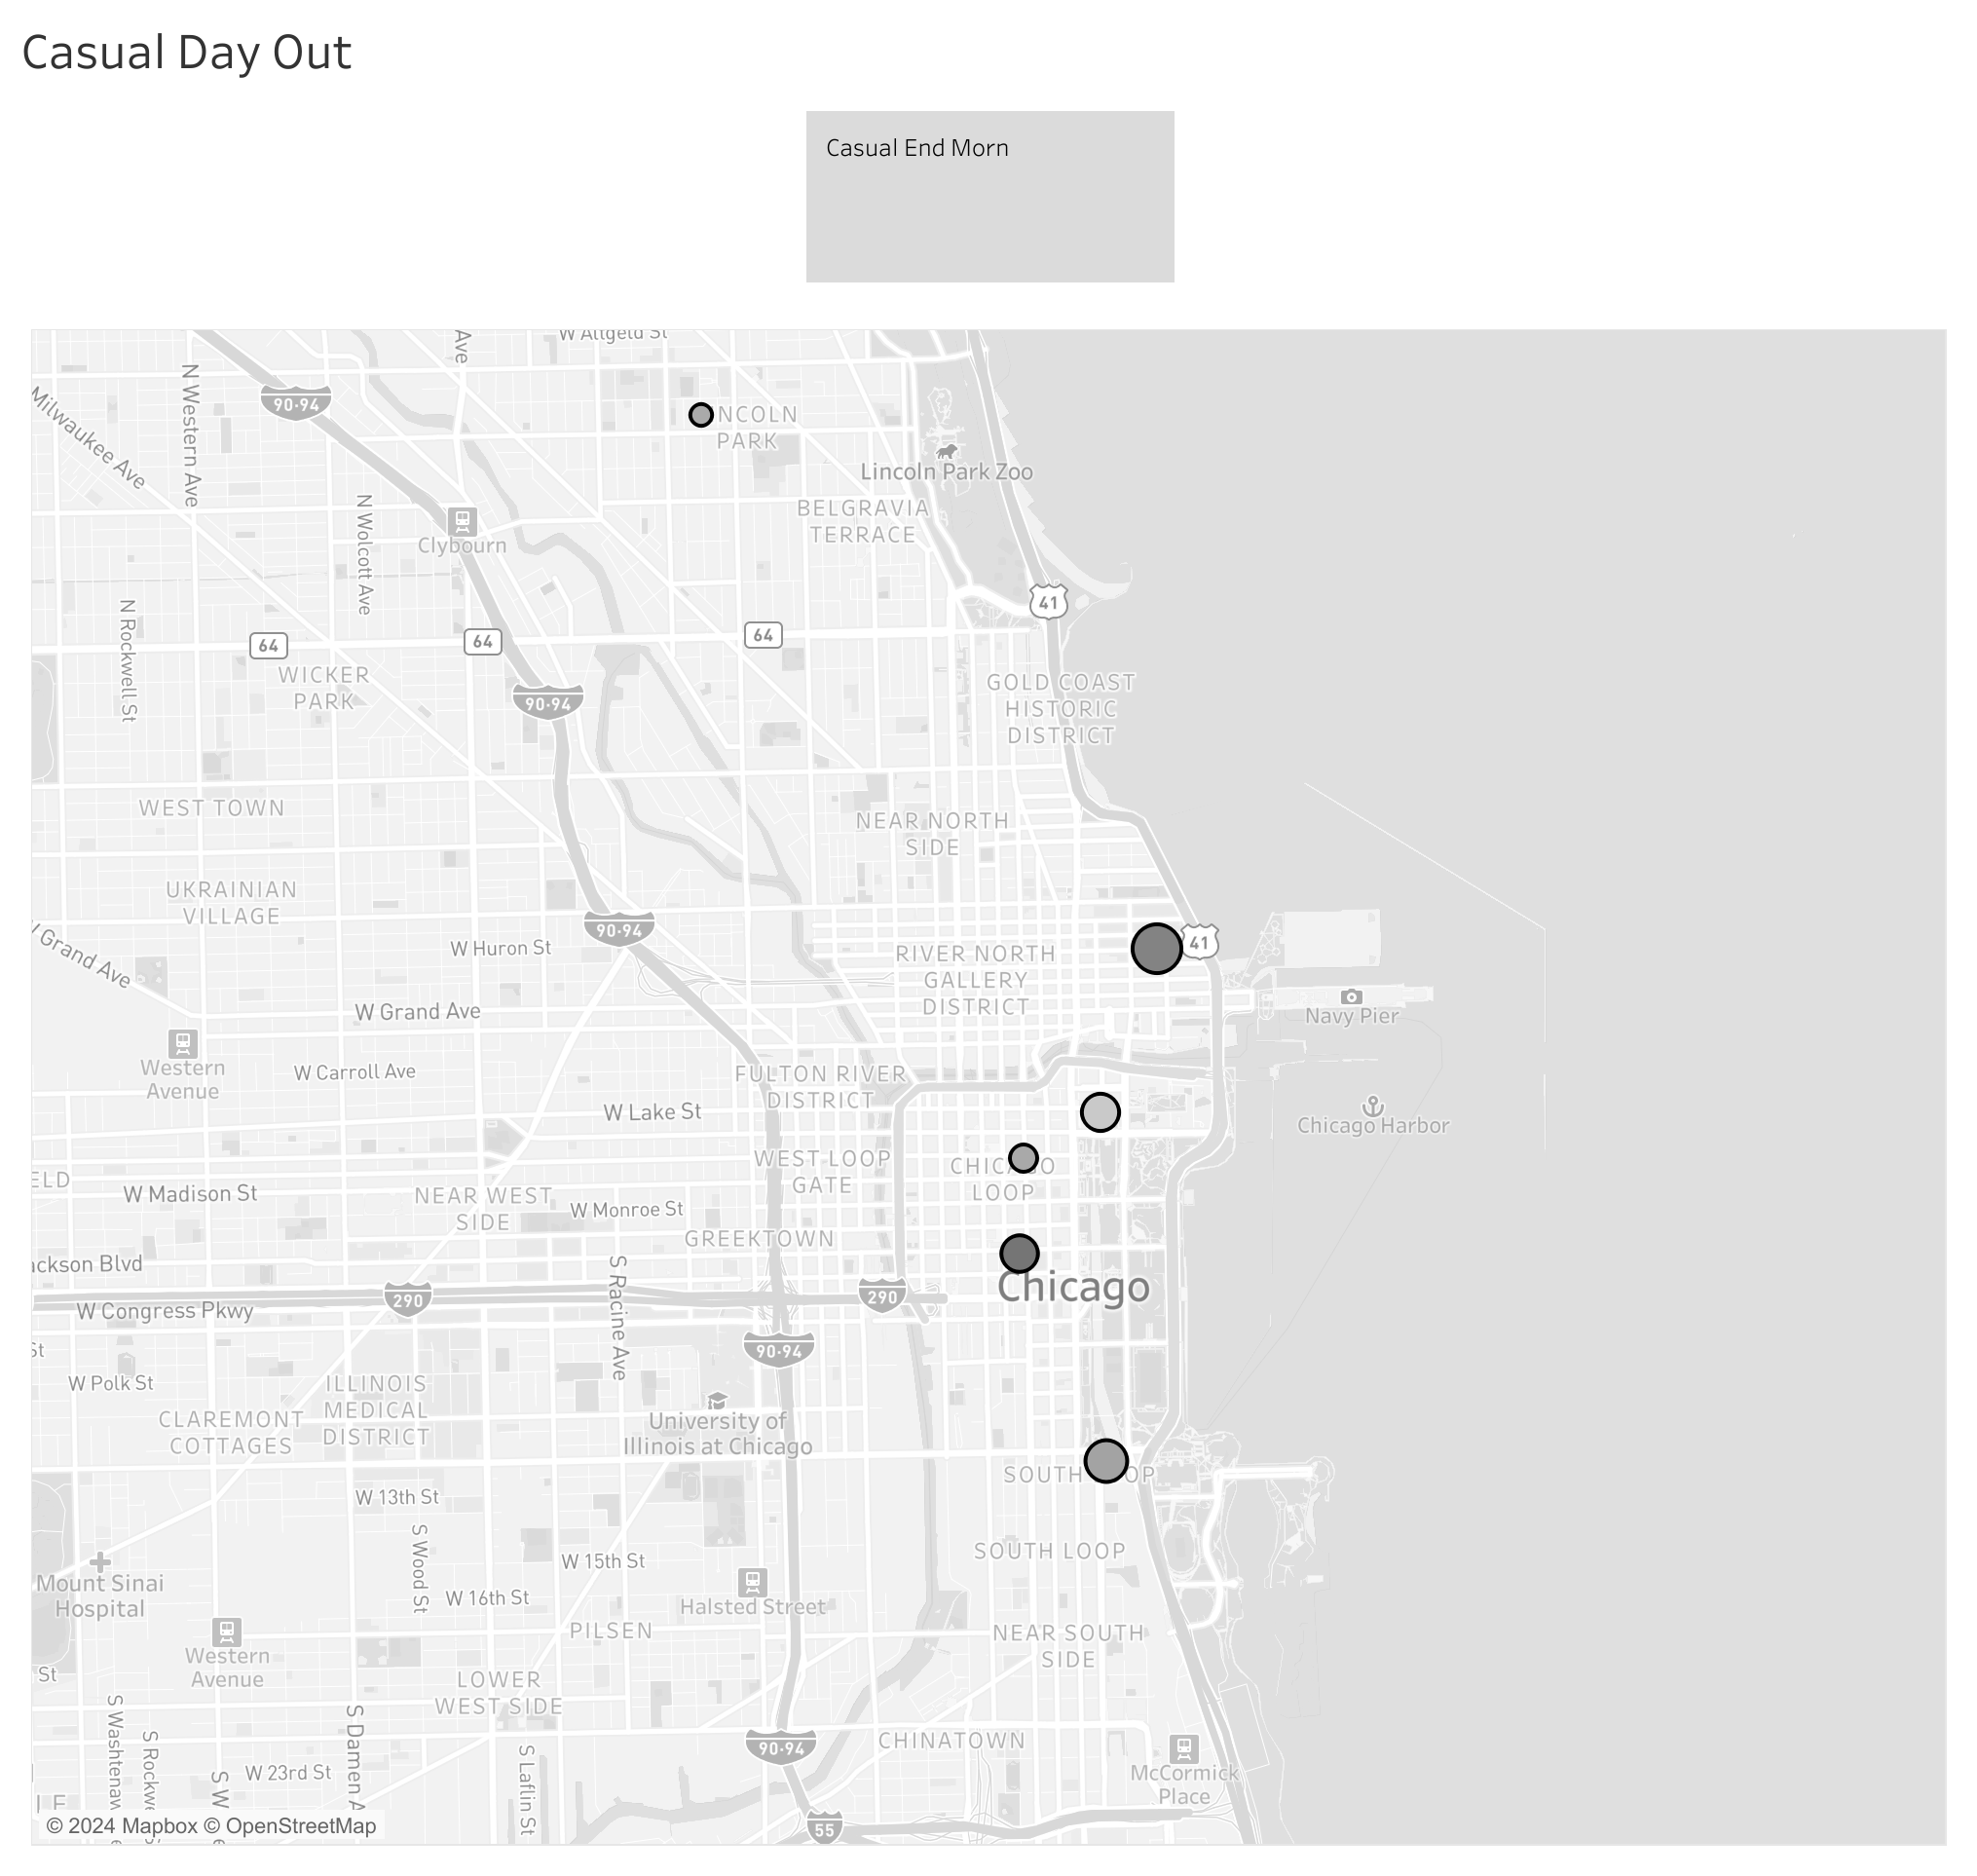 Casual Day Out
Casual End Morn
W Altgeld St
Ave
N Western Ave
90-94
Milwaukee Ave
NCOLN
PARK
Lincoln Park Zoo
BELGRAVIA
TERRACE
N Wolcott Ave
Clybourn
41
N Rockwell St
64
64
64
WICKER
PARK
90-94
GOLD COAST
HISTORIC
DISTRICT
WEST TOWN
NEAR NORTH
SIDE
UKRAINIAN
VILLAGE
90-94
W Grand Ave
W Huron St
RIVER NORTH
GALLERY
DISTRICT
41
W Grand Ave
Navy Pier
Western
Avenue
W Carroll Ave
FULTON RIVER
DISTRICT
W Lake St
Chicago Harbor
WEST LOOP
GATE
CHICAGO
LOOP
ELD
W Madison St
NEAR WEST
SIDE
W Monroe St
GREEKTOWN
ackson Blvd
S Racine Ave
290
290
Chicago
W Congress Pkwy
90-94
St
W Polk St
ILLINOIS
MEDICAL
DISTRICT
CLAREMONT
COTTAGES
University of
Illinois at Chicago
SOUTH LOOP
W 13th St
S Wood St
SOUTH LOOP
W 15th St
Mount Sinai
Hospital
W 16th St
Halsted Street
PILSEN
NEAR SOUTH
SIDE
Western
Avenue
St
LOWER
WEST SIDE
S Washtenaw
S Rockwe
S W
S Damen A
S Laflin St
90-94
CHINATOWN
W 23rd St
McCormick
Place
55
© 2024 Mapbox © OpenStreetMap